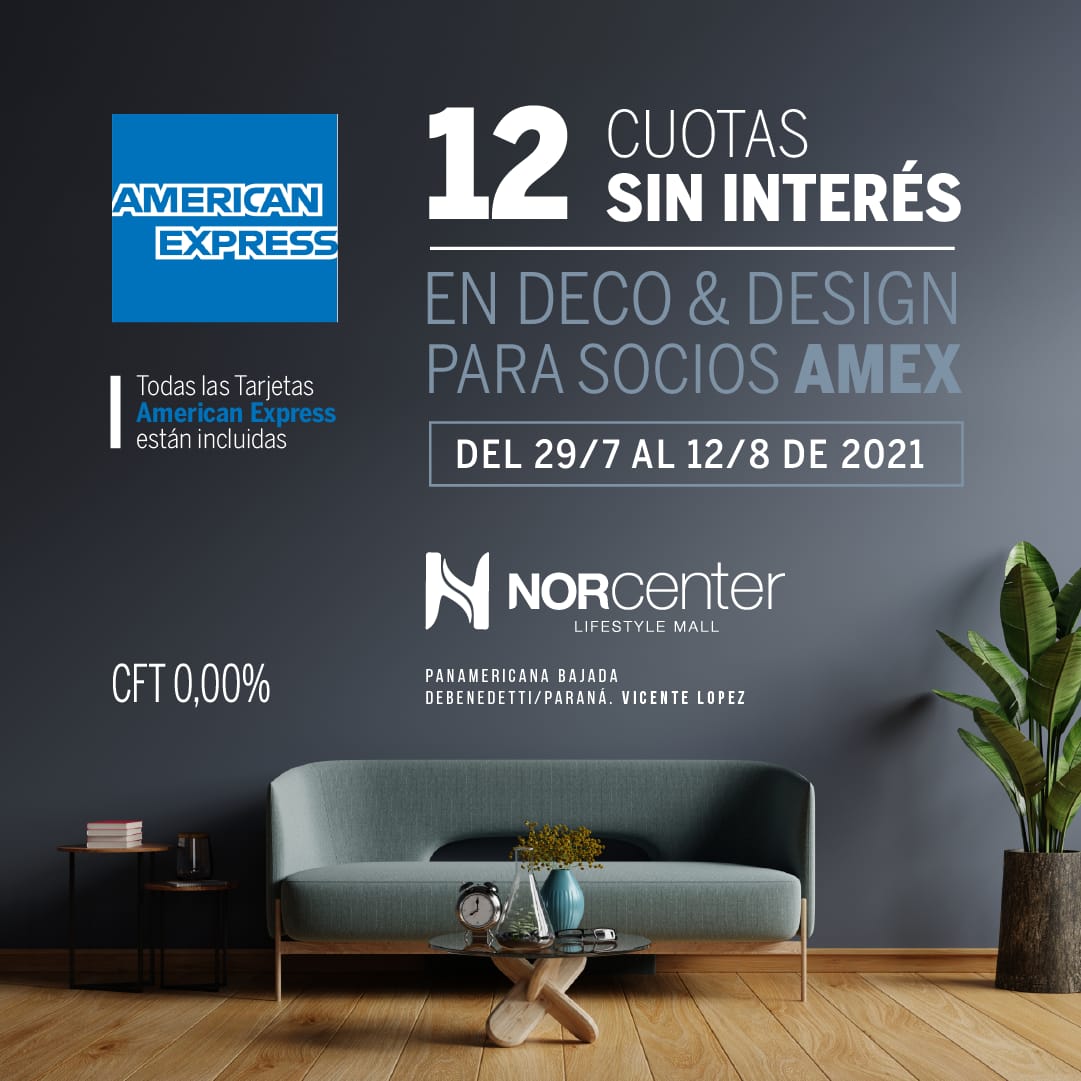 AMERICAN
EXPRESS
Todas las Tarjetas
American Express
están incluidas
12 CUOTAS
SIN INTERÉS
EN DECO & DESIGN
PARA SOCIOS AMEX
DEL 29/7 AL 12/8 DE 2021
NORcenter
LIFESTYLE MALL
PANAMERICANA BAJADA
DEBENEDETTI/PARANÁ. VICENTE LOPEZ
CFT 0,00%